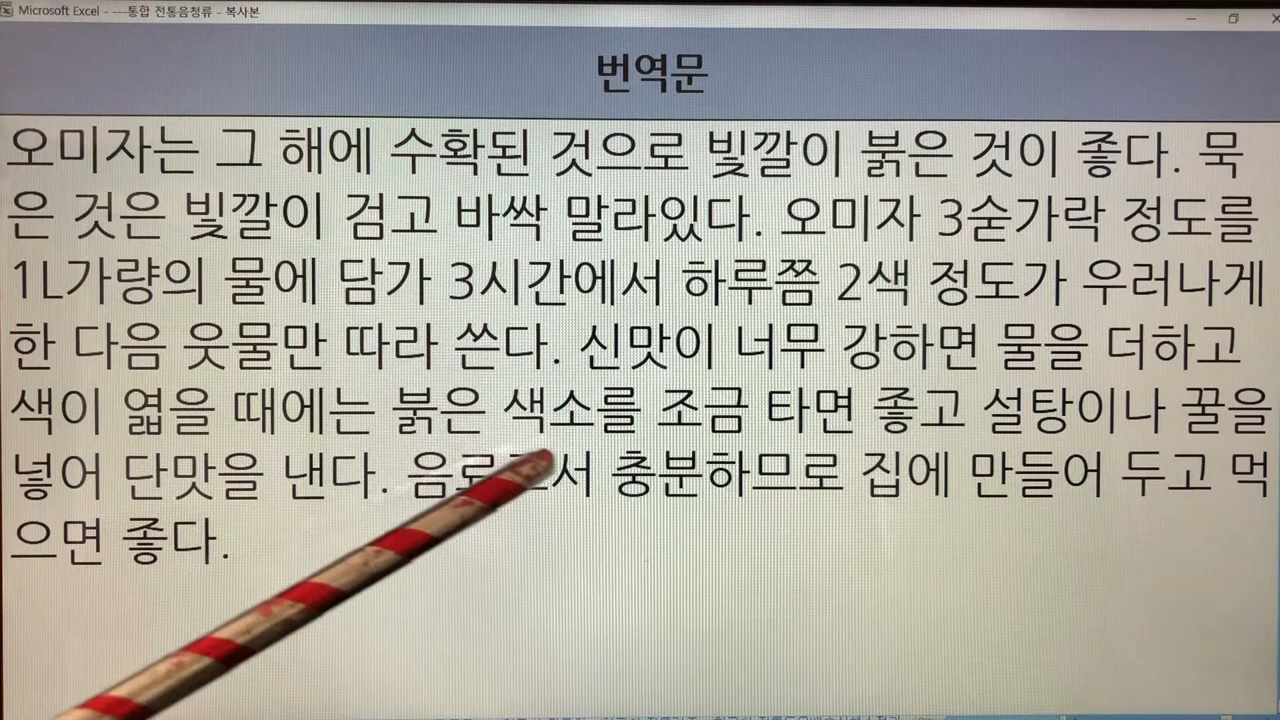 Microsoft Excel - ---통합 전통음청류 - 복사본
번역문
오미자는 그 해에 수확된 것으로 빛깔이 붉은 것이 좋다. 묵
은 것은 빛깔이 검고 바싹 말라있다. 오미자 3숟가락 정도를
1L가량의 물에 담가 3시간에서 하루쯤 2색 정도가 우러나게
한 다음 웃물만 따라 쓴다. 신맛이 너무 강하면 물을 더하고
색이 엷을 때에는 붉은 색소를 조금 타면 좋고 설탕이나 꿀을
넣어 단맛을 낸다. 음료로서 충분하므로 집에 만들어 두고 먹
으면 좋다.